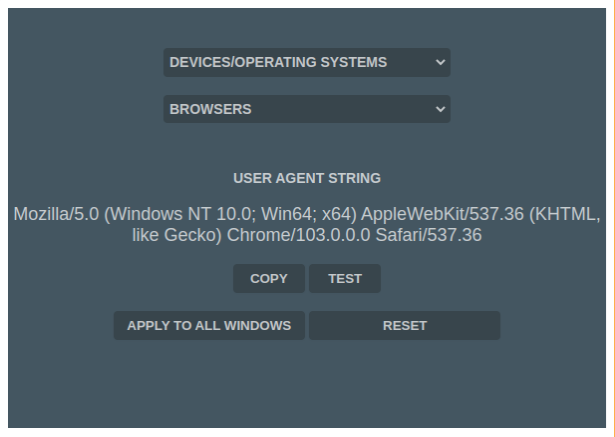 DEVICES/OPERATING SYSTEMS
BROWSERS
USER AGENT STRING
Mozilla/5.0 (Windows NT 10.0; Win64; x64) AppleWebKit/537.36 (KHTML,
like Gecko) Chrome/103.0.0.0 Safari/537.36
COPY TEST
APPLY TO ALL WINDOWS RESET